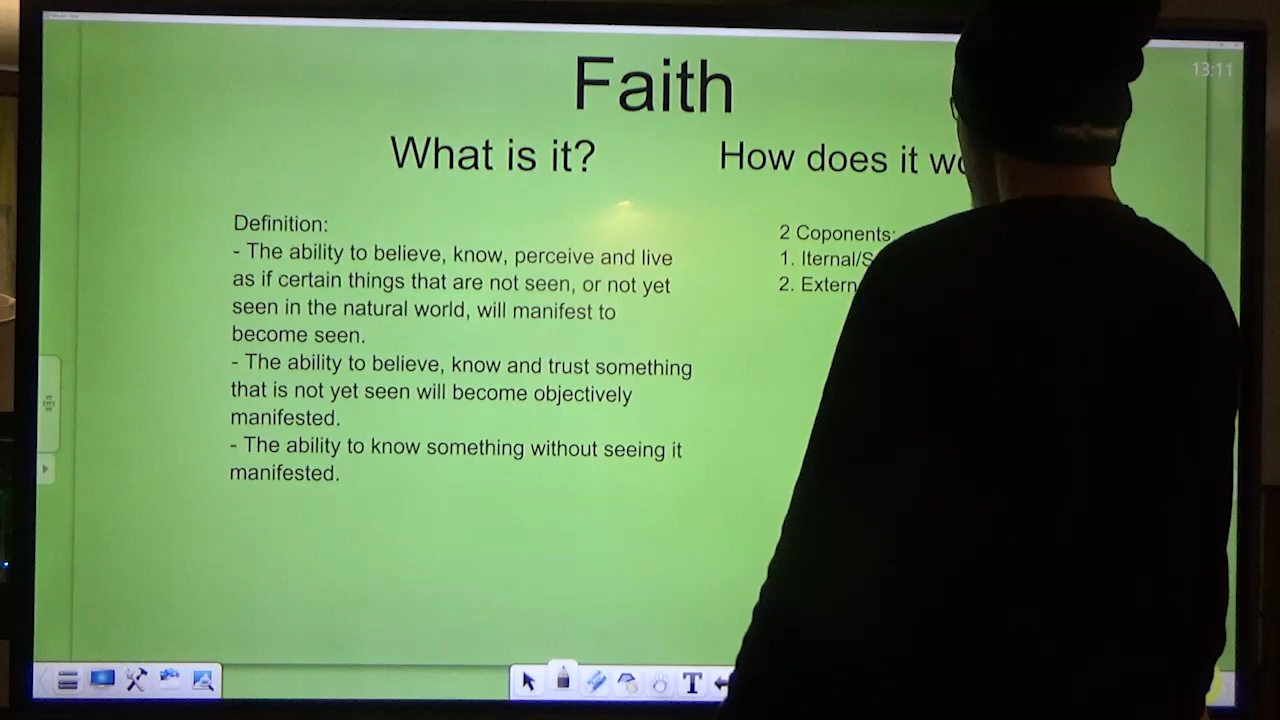 Faith
13:11
What is it?
How does it
Definition:
- The ability to believe, know, perceive and live
as if certain things that are not seen, or not yet
seen in the natural world, will manifest to
become seen.
- The ability to believe, know and trust something
that is not yet seen will become objectively
manifested.
- The ability to know something without seeing it
manifested.
2 Coponents:
1. Iternal/S
2. Extern
T